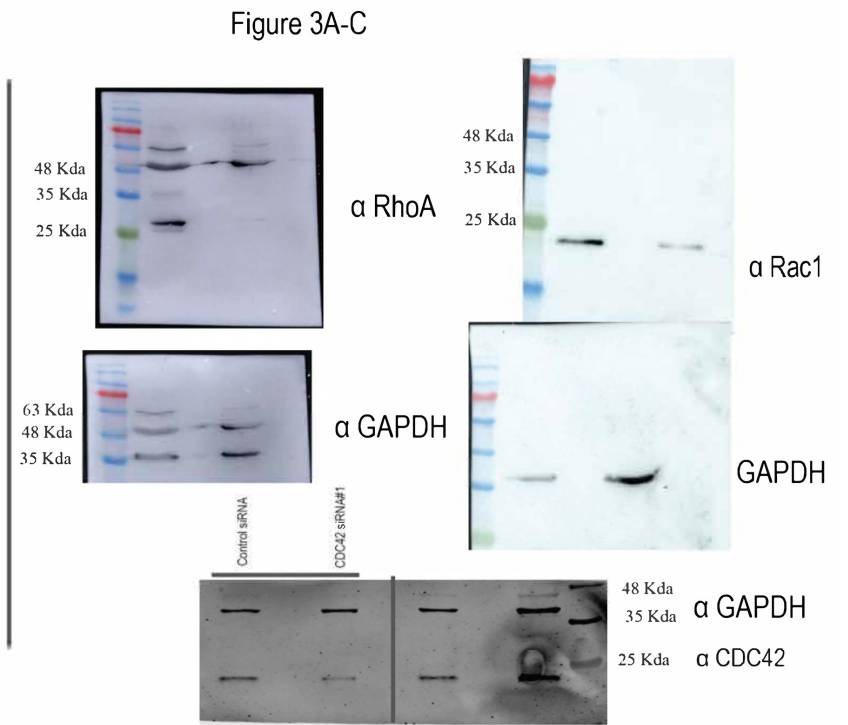 Figure 3A-C
48 Kda
35 Kda
25 Kda
α RhoA
48 Kda
35 Kda
25 Kda
α Rac1
63 Kda
48 Kda
35 Kda
α GAPDH
GAPDH
Control siRNA
CDC42 siRNA#1
48 Kda
35 Kda
25 Kda
α GAPDH
α CDC42